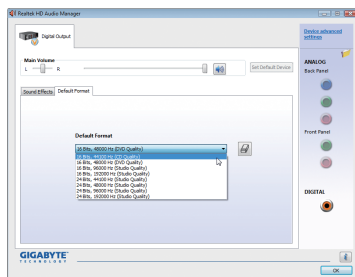 Realtek HD Audio Manager
Digital Output
Device advanced
settings
Main Volume
L
R
Set Default Device
ANALOG
Back Panel
Sound Effects
Default Format
Default Format
16 Bits, 48000 Hz (DVD Quality)
16 Bits, 44100 Hz (CD Quality)
16 Bits, 48000 Hz (DVD Quality)
16 Bits, 96000 Hz (Studio Quality)
16 Bits, 192000 Hz (Studio Quality)
24 Bits, 44100 Hz (Studio Quality)
24 Bits, 48000 Hz (Studio Quality)
24 Bits, 96000 Hz (Studio Quality)
24 Bits, 192000 Hz (Studio Quality)
Front Panel
DIGITAL
GIGABYTE
TECHNOLOGY
i
OK